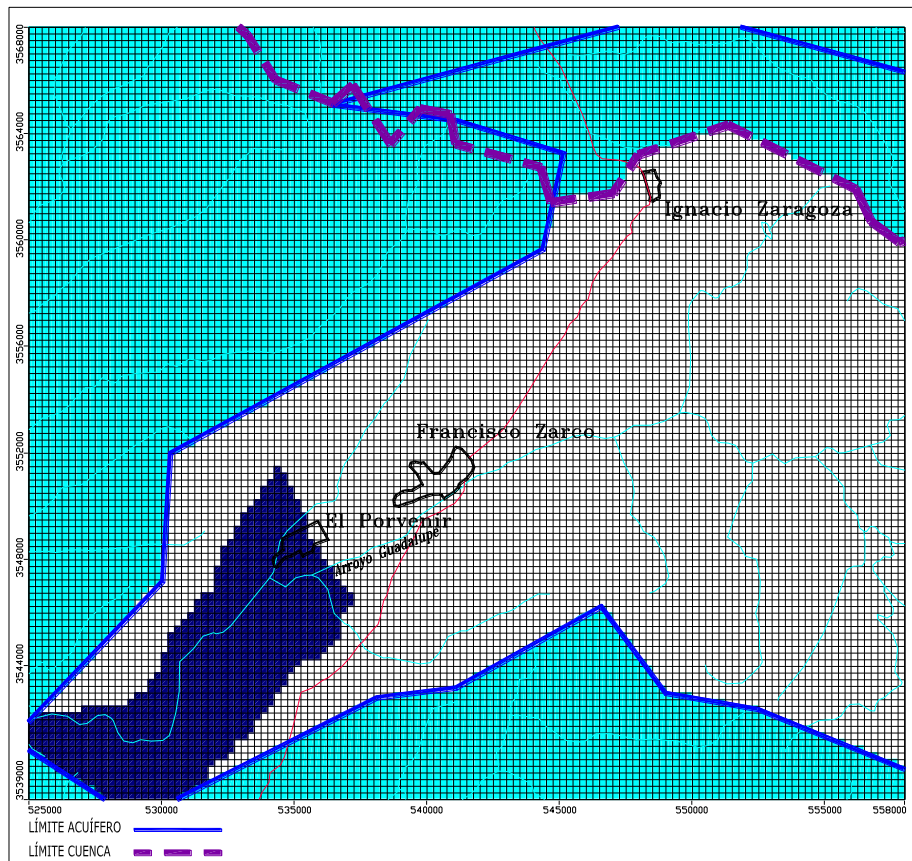 3568000
3564000
3560000
3556000
3552000
3548000
3544000
3539000
Ignacio Zaragoza
Francisco Zarco
El Porvenir
Arroyo Guadalupe
525000 530000 535000 540000 545000 550000 555000 558000
LÍMITE ACUÍFERO
LÍMITE CUENCA